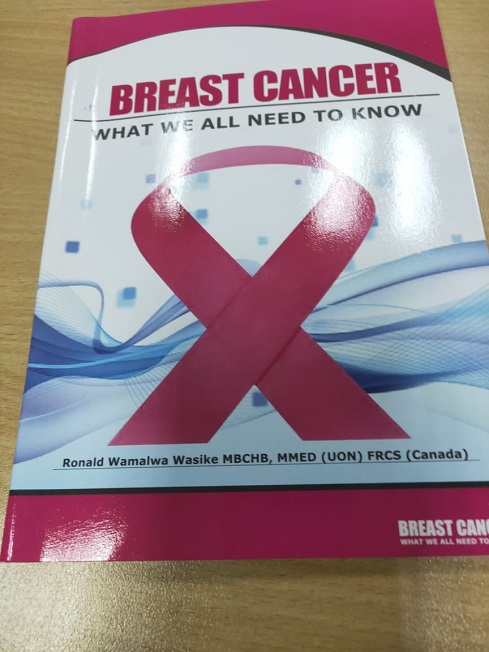 BREAST CANCER
WHAT WE ALL NEED TO KNOW
Ronald Wamalwa Wasike MBCHB, MMED (UON) FRCS (Canada)
BREAST CANC
WHAT WE ALL NEED TO